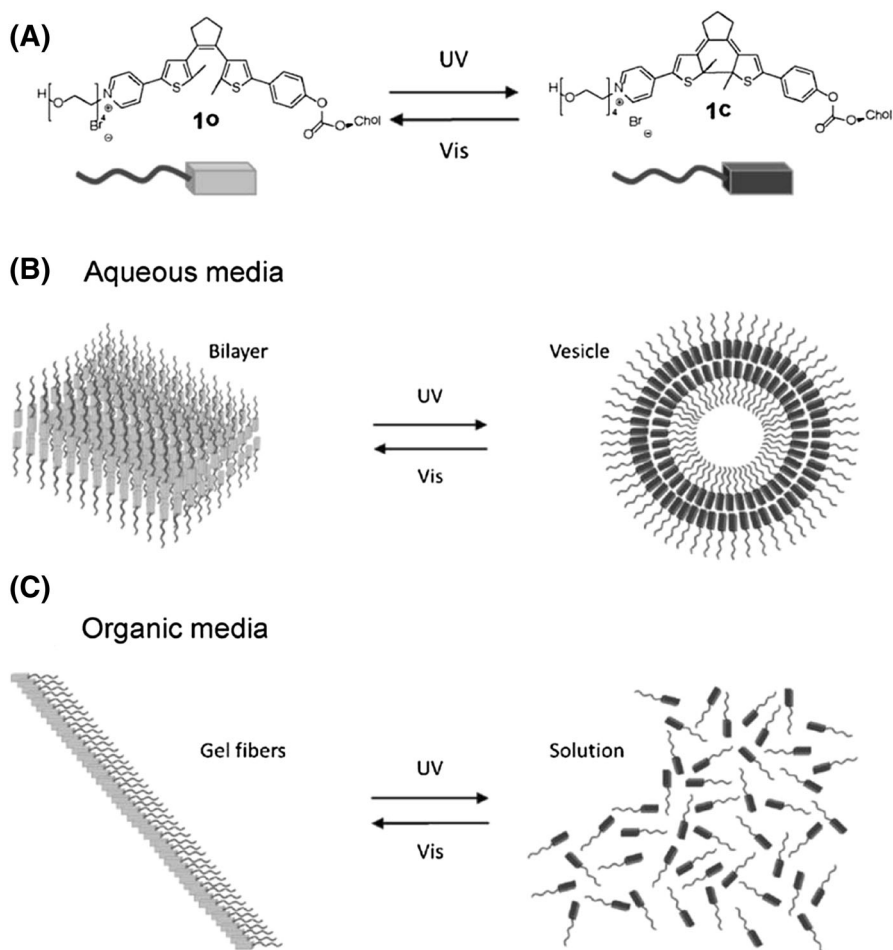 (A)
UV
Vis
H
O
N
⊕
4
Br
⊖
S
S
O
O
O
Chol
1o
H
O
N
⊕
4
Br
⊖
S
S
O
O
O
Chol
1c
(B) Aqueous media
Bilayer
UV
Vis
Vesicle
(C)
Organic media
Gel fibers
UV
Vis
Solution